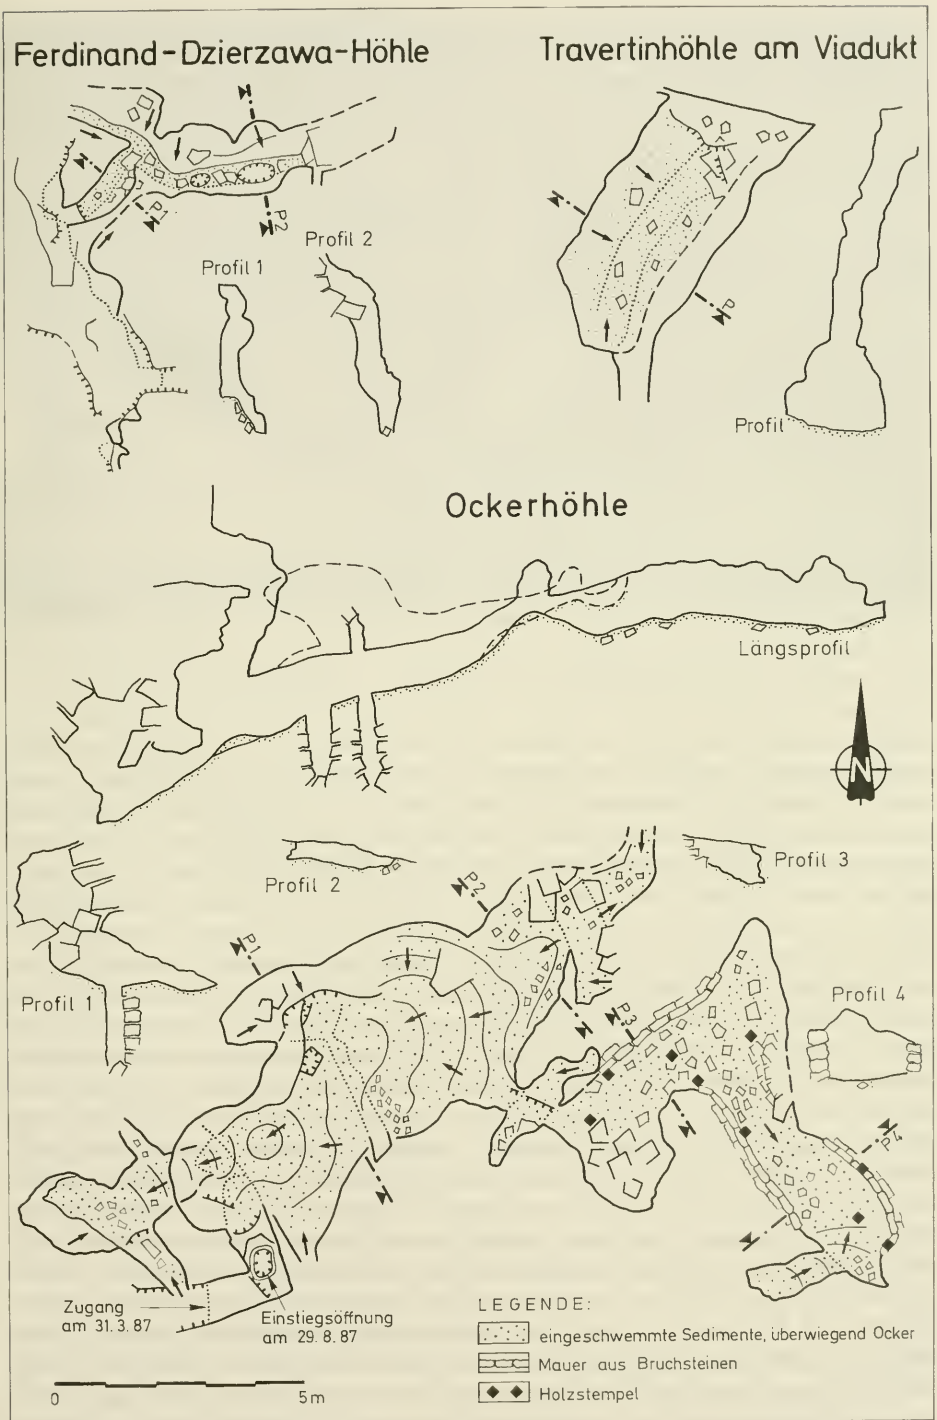 Ferdinand-Dzierzawa-Höhle
Travertinhöhle am Viadukt
P1
P2
Profil 1
Profil 2
P
Profil
Ockerhöhle
Längsprofil
N
Profil 1
Profil 2
Profil 3
Profil 4
P1
P2
P3
P4
Zugang
am 31.3.87
Einstiegsöffnung
am 29.8.87
LEGENDE:
eingeschwemmte Sedimente, überwiegend Ocker
Mauer aus Bruchsteinen
Holzstempel
0 5m